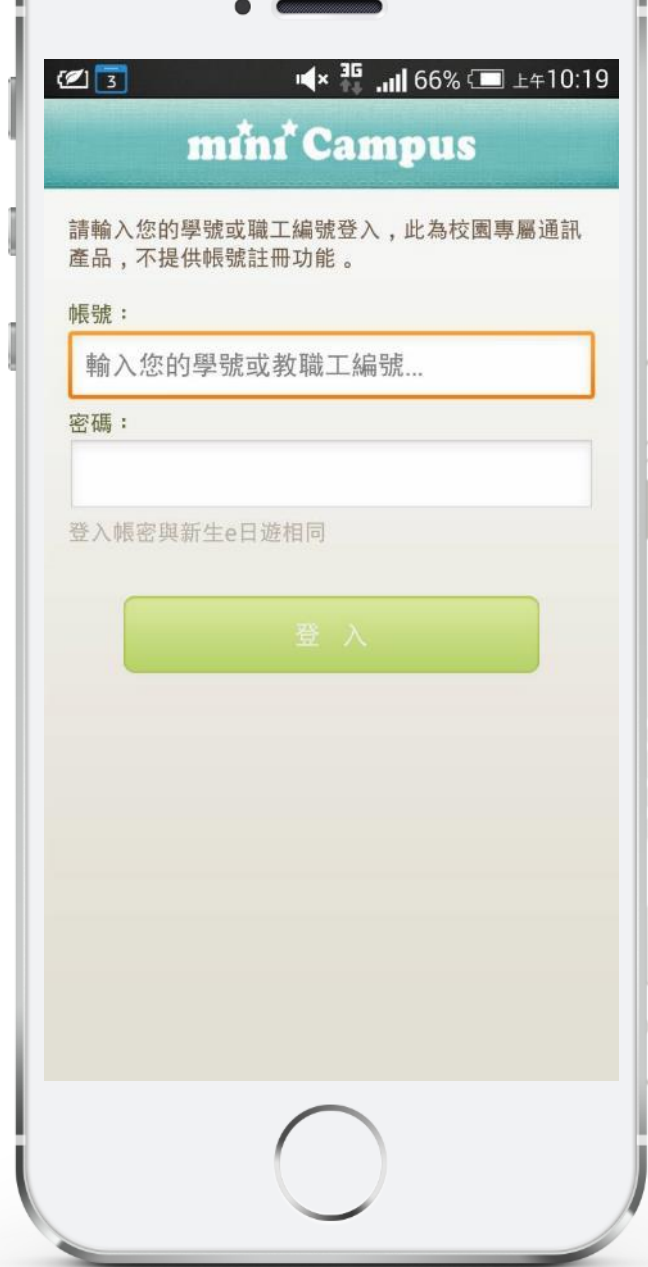 3
3G
66%
上午10:19
mini Campus
請輸入您的學號或職工編號登入，此為校園專屬通訊
產品，不提供帳號註冊功能。
帳號：
輸入您的學號或教職工編號...
密碼：
登入帳密與新生e日遊相同
登 入